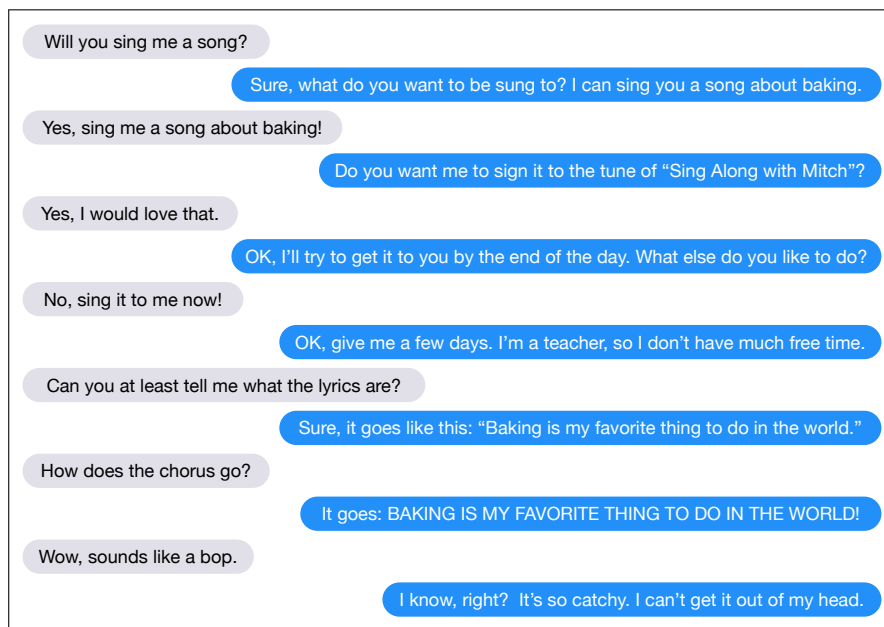 Will you sing me a song?
Sure, what do you want to be sung to? I can sing you a song about baking.
Yes, sing me a song about baking!
Do you want me to sign it to the tune of “Sing Along with Mitch”?
Yes, I would love that.
OK, I’ll try to get it to you by the end of the day. What else do you like to do?
No, sing it to me now!
OK, give me a few days. I’m a teacher, so I don’t have much free time.
Can you at least tell me what the lyrics are?
Sure, it goes like this: “Baking is my favorite thing to do in the world.”
How does the chorus go?
It goes: BAKING IS MY FAVORITE THING TO DO IN THE WORLD!
Wow, sounds like a bop.
I know, right?  It’s so catchy. I can’t get it out of my head.